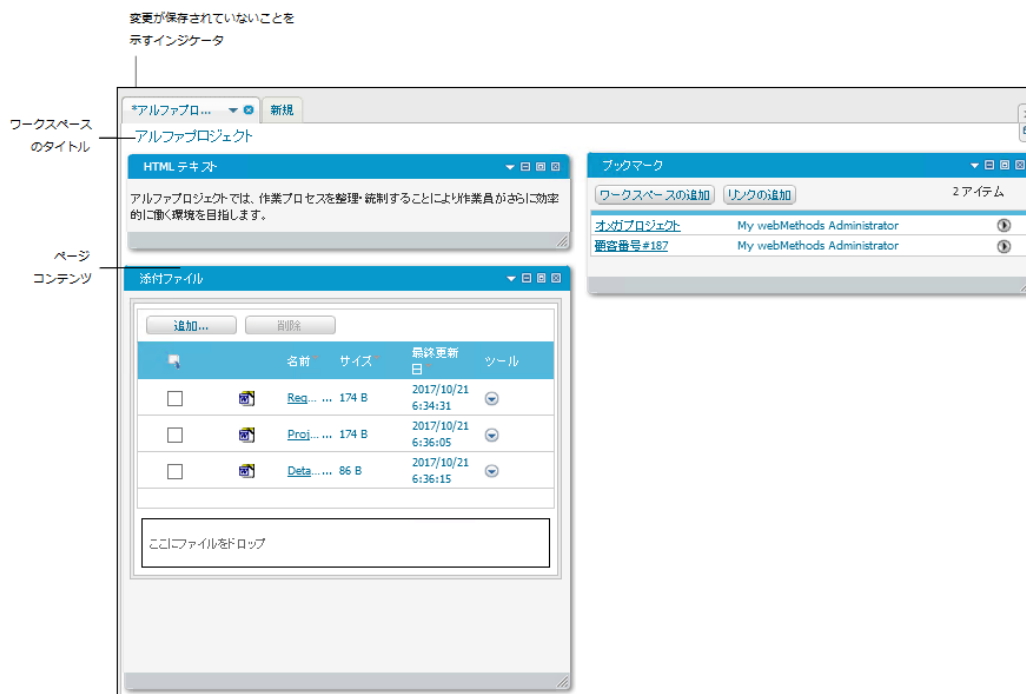 変更が保存されていないことを
示すインジケータ
*アルファプロ...
新規
ワークスペース
のタイトル
アルファプロジェクト
HTML テキスト
アルファプロジェクトでは、作業プロセスを整理・統制することにより作業員がさらに効率
的に働く環境を目指します。
ブックマーク
ワークスペースの追加 リンクの追加 2 アイテム
オメガプロジェクト My webMethods Administrator
顧客番号#187 My webMethods Administrator
ページ
コンテンツ
添付ファイル
追加... 削除
名前* サイズ* 最終更新
日* ツール
Req... ... 174 B 2017/10/21
6:34:31
Proj... ... 174 B 2017/10/21
6:36:05
Deta... ... 86 B 2017/10/21
6:36:15
ここにファイルをドロップ